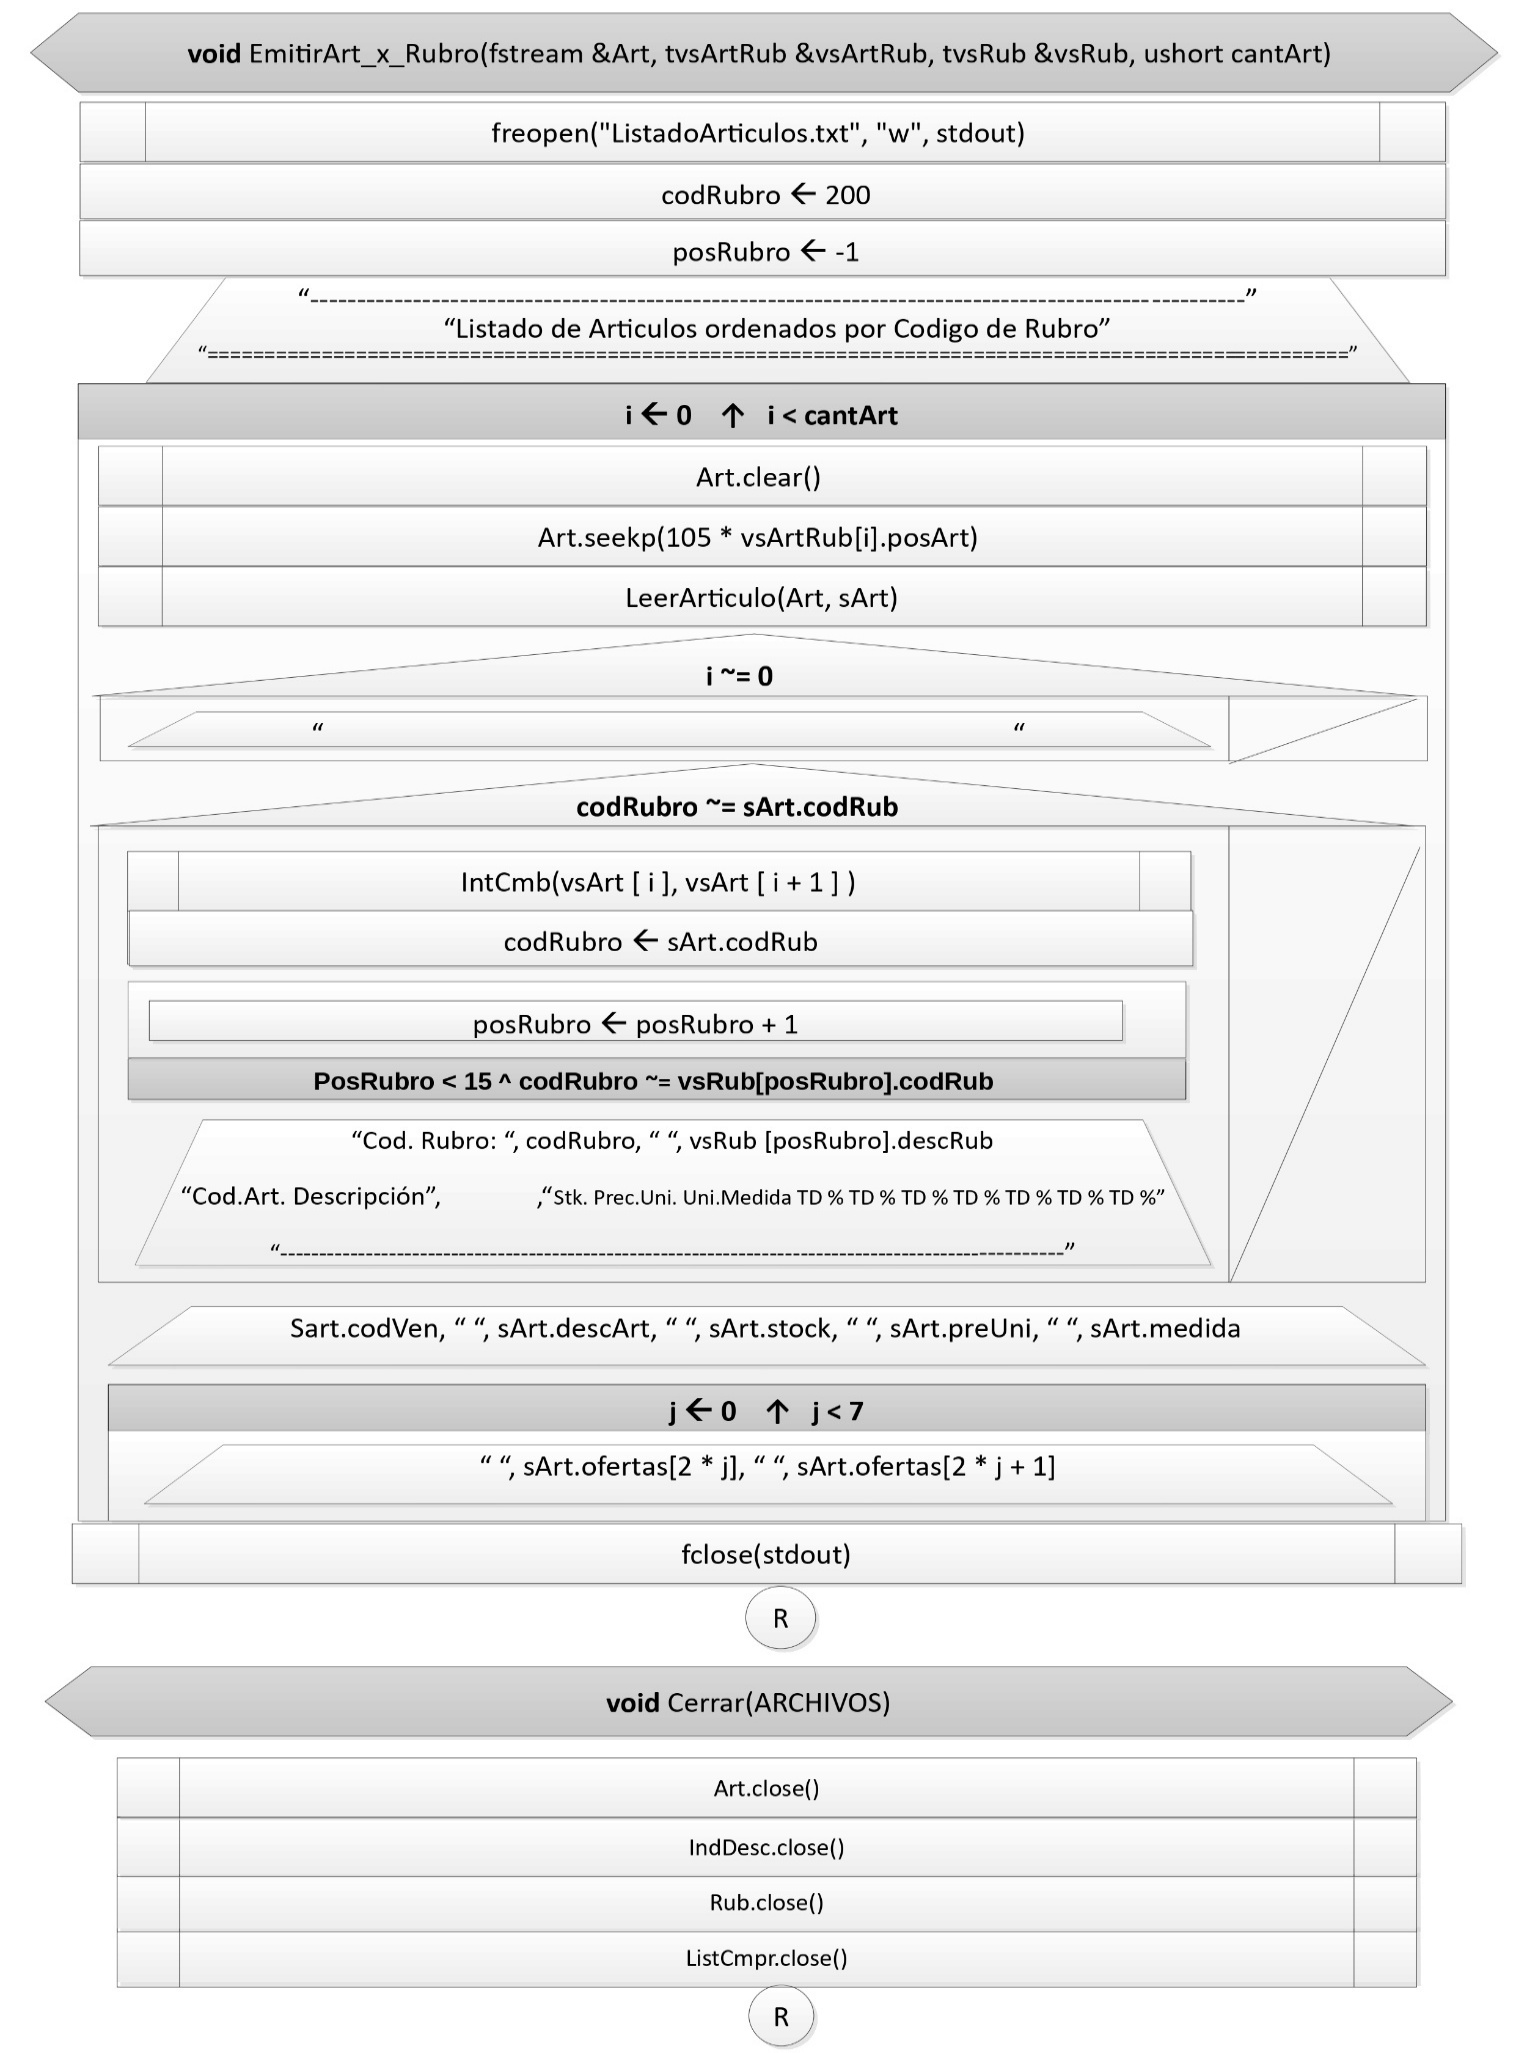 void EmitirArt_x_Rubro(fstream &Art, tvsArtRub &vsArtRub, tvsRub &vsRub, ushort cantArt)
freopen("ListadoArticulos.txt", "w", stdout)
codRubro ← 200
posRubro ← -1
“----------------------------------------------------------------------------------------------------”
“Listado de Articulos ordenados por Codigo de Rubro”
“====================================================================================================”
i ← 0 ↑ i < cantArt
Art.clear()
Art.seekp(105 * vsArtRub[i].posArt)
LeerArticulo(Art, sArt)
i ~= 0
“ “
codRubro ~= sArt.codRub
IntCmb(vsArt [ i ], vsArt [ i + 1 ] )
codRubro ← sArt.codRub
posRubro ← posRubro + 1
PosRubro < 15 ^ codRubro ~= vsRub[posRubro].codRub
“Cod. Rubro: “, codRubro, “ “, vsRub [posRubro].descRub
“Cod.Art. Descripción”, ,“Stk. Prec.Uni. Uni.Medida TD % TD % TD % TD % TD % TD % TD %”
“----------------------------------------------------------------------------------------------------”
Sart.codVen, “ “, sArt.descArt, “ “, sArt.stock, “ “, sArt.preUni, “ “, sArt.medida
j ← 0 ↑ j < 7
“ “, sArt.ofertas[2 * j], “ “, sArt.ofertas[2 * j + 1]
fclose(stdout)
R
void Cerrar(ARCHIVOS)
Art.close()
IndDesc.close()
Rub.close()
ListCmpr.close()
R